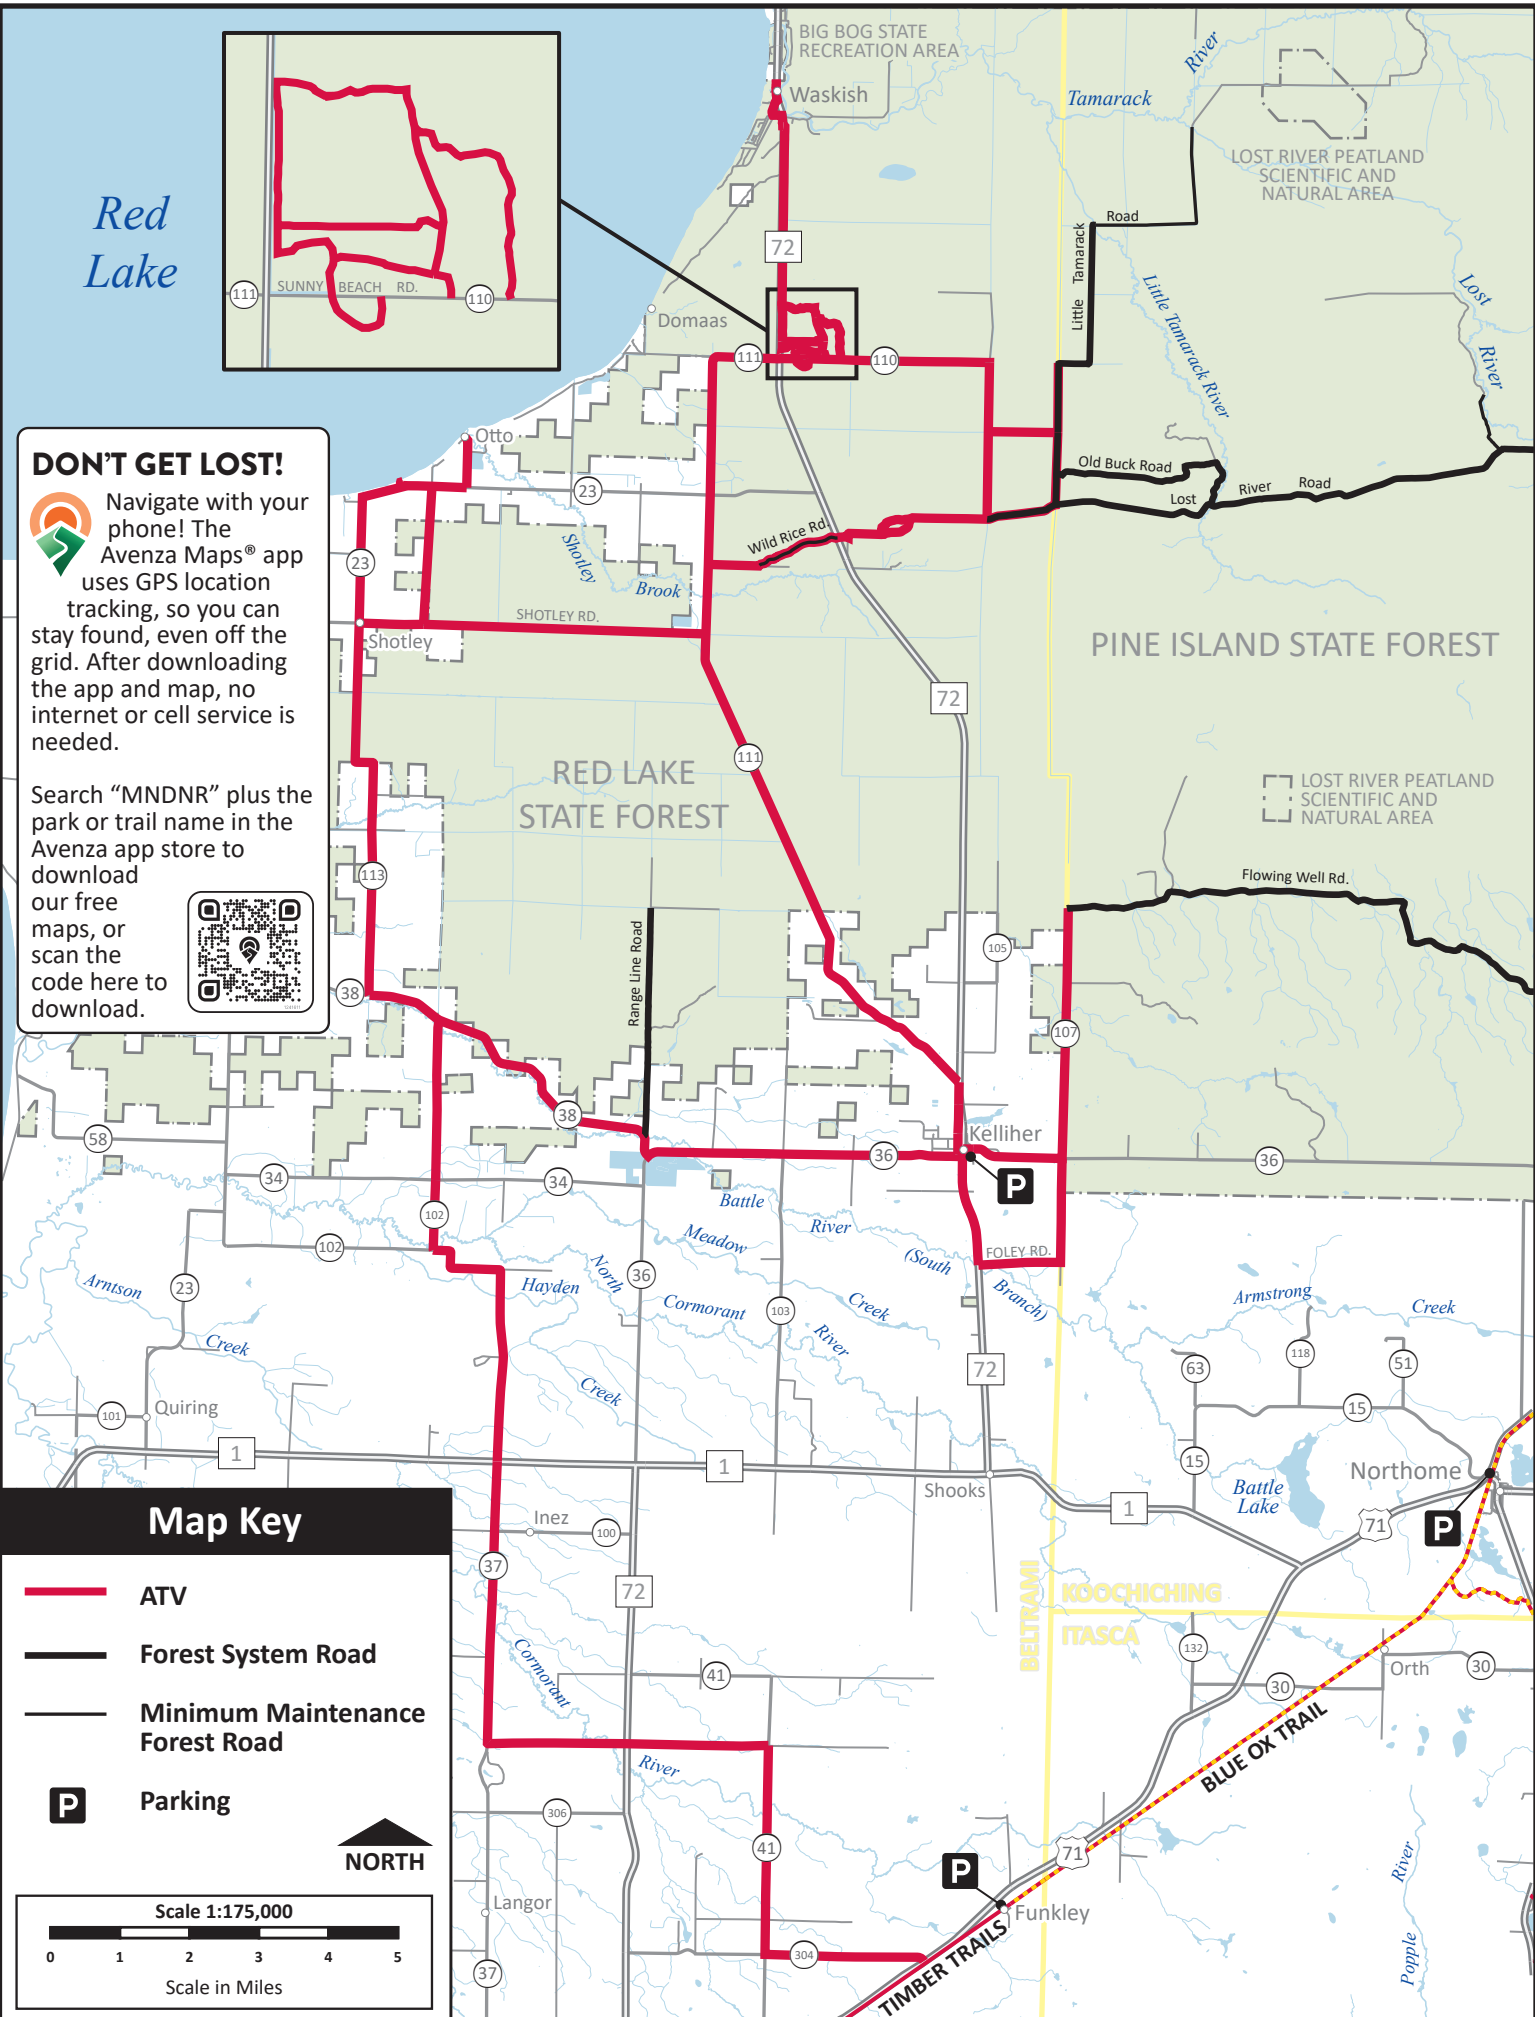 BIG BOG STATE
RECREATION AREA
River
Tamarack
Waskish
LOST RIVER PEATLAND
SCIENTIFIC AND
NATURAL AREA
Red
Lake
72
Little Tamarack
Road
Little Tamarack River
Lost
River
111
SUNNY BEACH RD.
110
Domaas
111
110
Otto
23
Old Buck Road
Lost River Road
Wild Rice Rd.
23
Shotley
Brook
SHOTLEY RD.
Shotley
PINE ISLAND STATE FOREST
72
DON'T GET LOST!
Navigate with your
phone! The
Avenza Maps® app
uses GPS location
tracking, so you can
stay found, even off the
grid. After downloading
the app and map, no
internet or cell service is
needed.
Search “MNDNR” plus the
park or trail name in the
Avenza app store to
download
our free
maps, or
scan the
code here to
download.
111
RED LAKE
STATE FOREST
LOST RIVER PEATLAND
SCIENTIFIC AND
NATURAL AREA
113
Flowing Well Rd.
Range Line Road
105
38
107
38
Kelliher
58
36
36
P
34
34
102
Battle
River
(South
Branch)
Meadow
Creek
102
FOLEY RD.
Arntson
Creek
23
Hayden
Creek
North
Cormorant
River
36
103
Armstrong
Creek
72
63
118
51
101
Quiring
15
1
1
Shooks
15
Battle
Lake
Northome
1
71
P
Inez
100
37
72
BELTRAMI
KOOCHICHING
ITASCA
132
Orth
30
30
Cormorant
River
41
BLUE OX TRAIL
306
41
71
P
Funkley
Langor
304
TIMBER TRAILS
37
Popple
River
Map Key
ATV
Forest System Road
Minimum Maintenance
Forest Road
P
Parking
NORTH
Scale 1:175,000
0 1 2 3 4 5
Scale in Miles